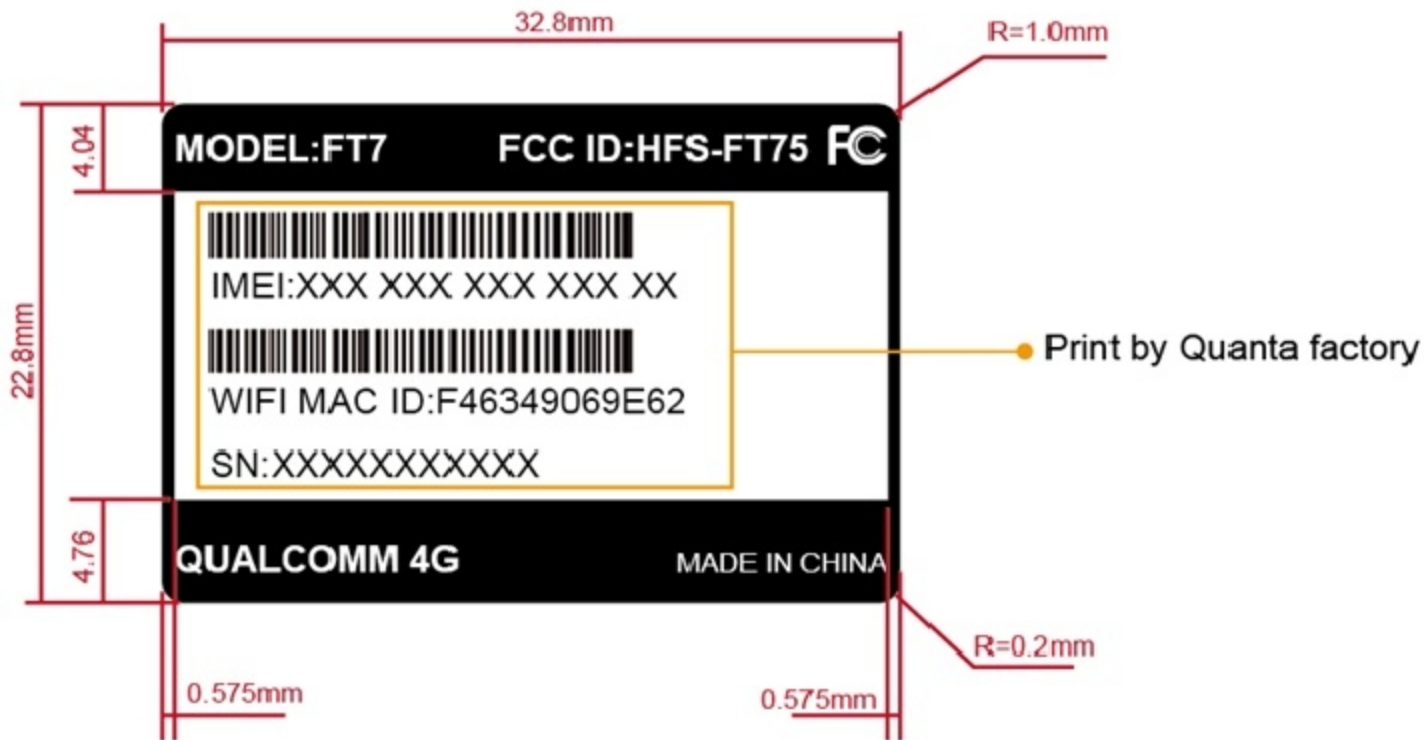 32.8mm
R=1.0mm
4.04
MODEL:FT7 FCC ID:HFS-FT75 FC
IMEI:XXX XXX XXX XXX XX
22.8mm
Print by Quanta factory
WIFI MAC ID:F46349069E62
SN:XXXXXXXXXXX
4.76
QUALCOMM 4G MADE IN CHINA
R=0.2mm
0.575mm 0.575mm